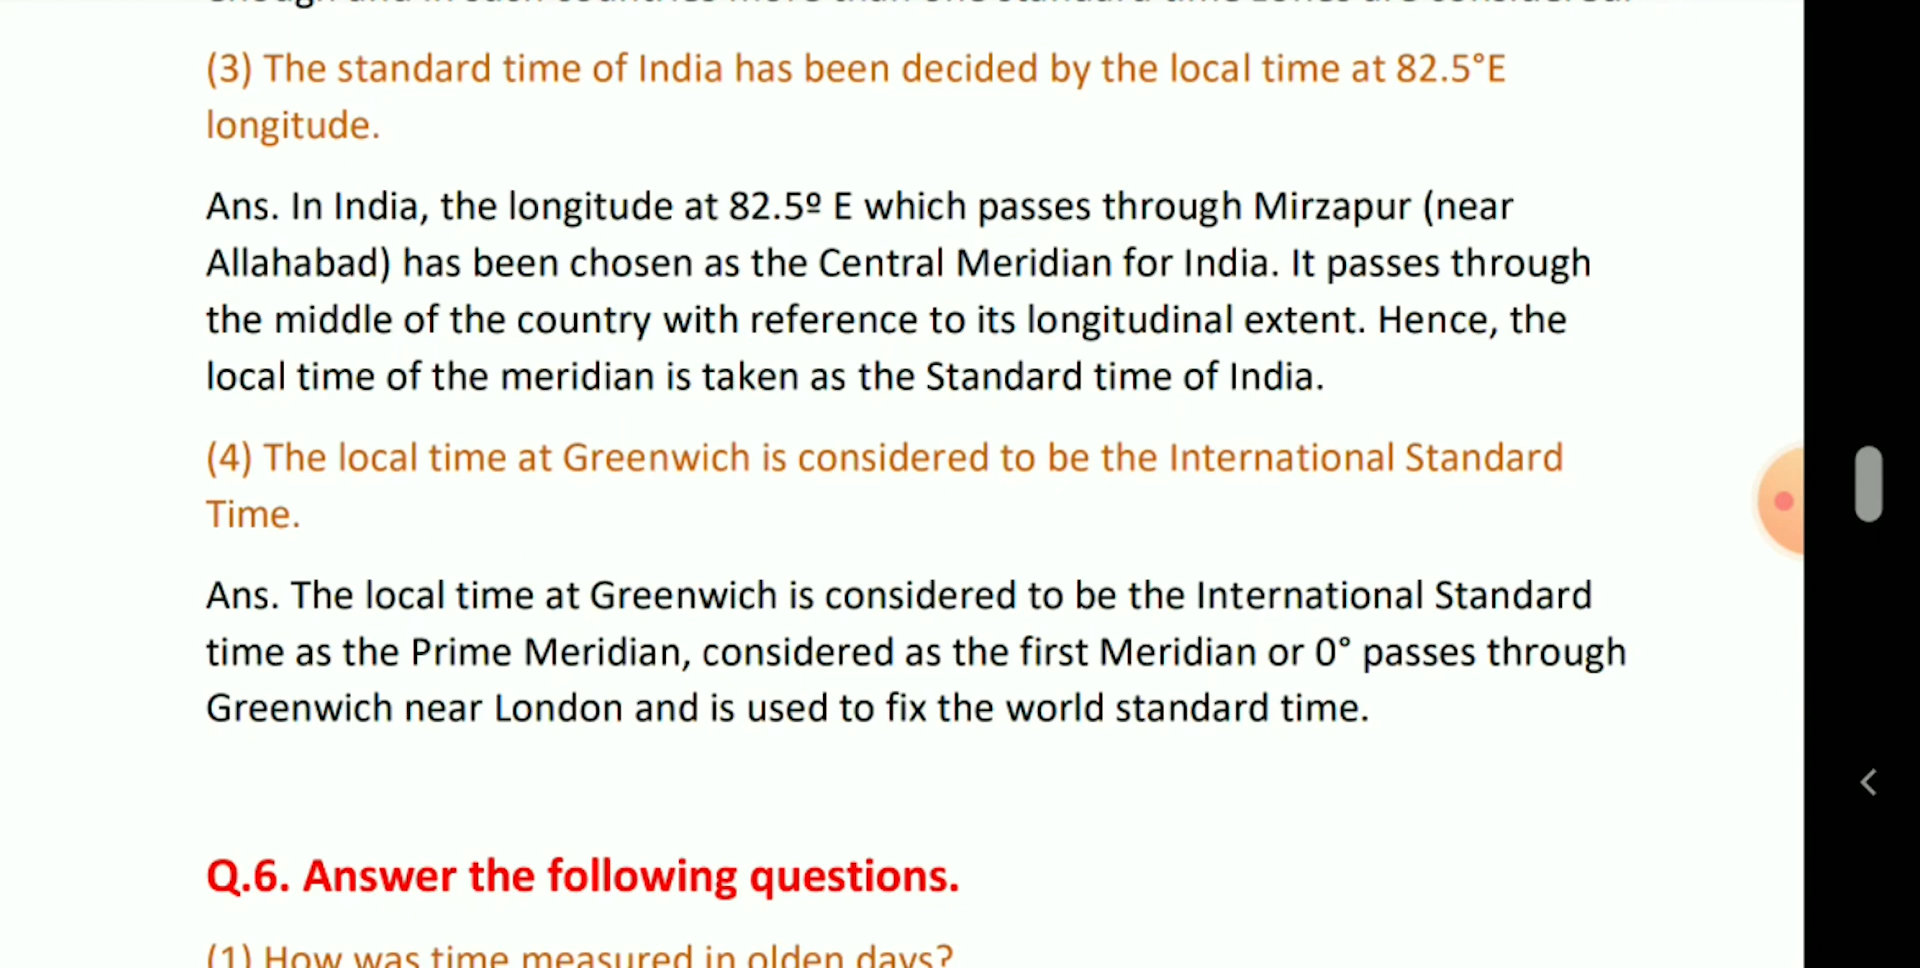 (3) The standard time of India has been decided by the local time at 82.5°E
longitude.
Ans. In India, the longitude at 82.5º E which passes through Mirzapur (near
Allahabad) has been chosen as the Central Meridian for India. It passes through
the middle of the country with reference to its longitudinal extent. Hence, the
local time of the meridian is taken as the Standard time of India.
(4) The local time at Greenwich is considered to be the International Standard
Time.
Ans. The local time at Greenwich is considered to be the International Standard
time as the Prime Meridian, considered as the first Meridian or 0° passes through
Greenwich near London and is used to fix the world standard time.
Q.6. Answer the following questions.
(1) How was time measured in olden days?